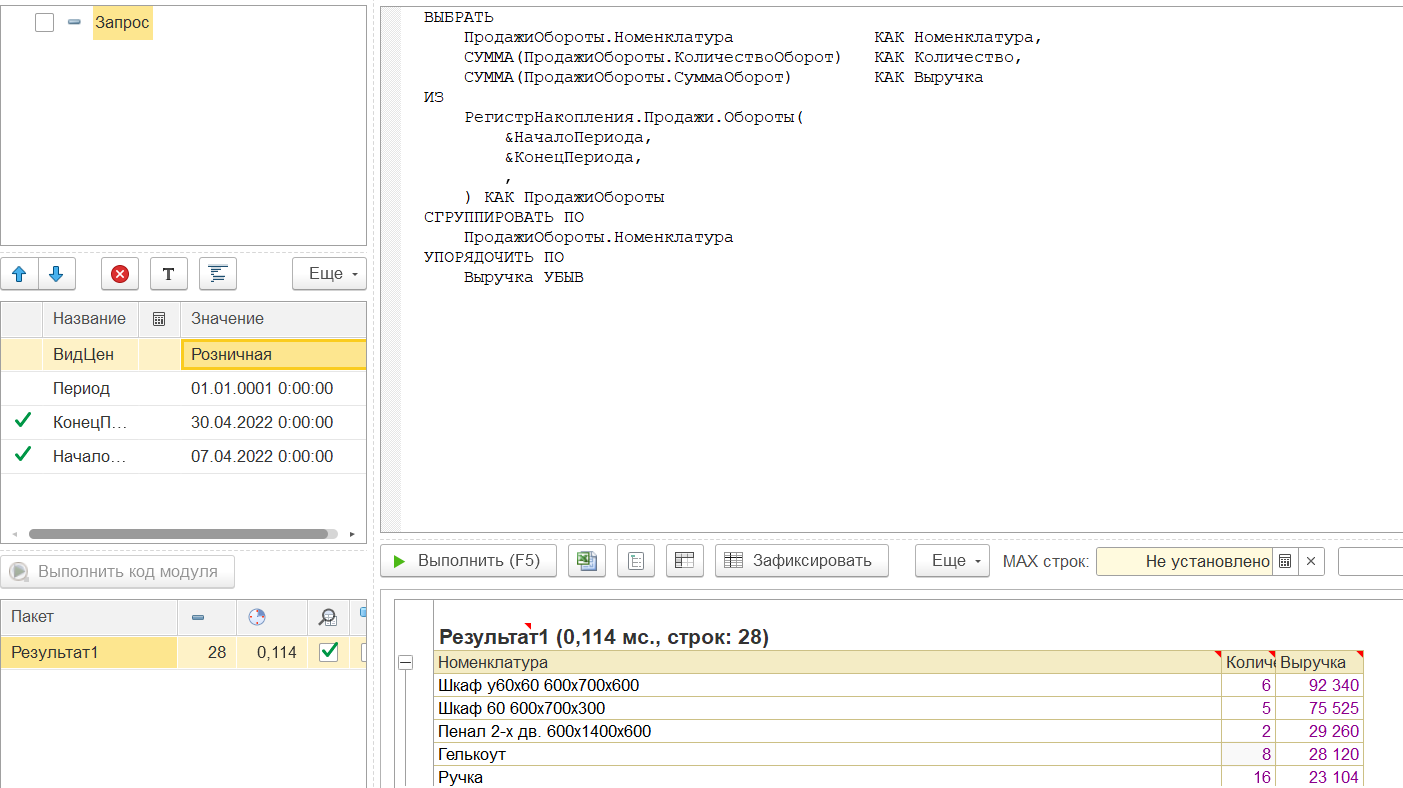 Запрос
ВЫБРАТЬ
ПродажиОбороты.Номенклатура КАК Номенклатура,
СУММА(ПродажиОбороты.КоличествоОборот) КАК Количество,
СУММА(ПродажиОбороты.СуммаОборот) КАК Выручка
ИЗ
РегистрНакопления.Продажи.Обороты(
&НачалоПериода,
&КонецПериода,
,
) КАК ПродажиОбороты
СГРУППИРОВАТЬ ПО
ПродажиОбороты.Номенклатура
УПОРЯДОЧИТЬ ПО
Выручка УБЫВ
T Еще
Название Значение
ВидЦен Розничная
Период 01.01.0001 0:00:00
КонецП... 30.04.2022 0:00:00
Начало... 07.04.2022 0:00:00
Выполнить код модуля
Пакет
Результат1 28 0,114
Выполнить (F5) Зафиксировать Еще MAX строк: Не установлено
Результат1 (0,114 мс., строк: 28)
Номенклатура Количе Выручка
Шкаф у60х60 600х700х600 6 92 340
Шкаф 60 600х700х300 5 75 525
Пенал 2-х дв. 600х1400х600 2 29 260
Гелькоут 8 28 120
Ручка 16 23 104